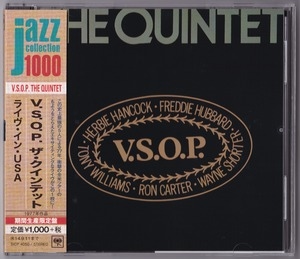 THE QUINTET
jazz
collection
1000
V.S.O.P. THE QUINTET
V.S.O.P. ザ・クインテット
ライヴ・イン・USA
期間生産限定盤
定価¥1,000+税
HERBIE HANCOCK · FREDDIE HUBBARD · WAYNE SHORTER · RON CARTER · TONY WILLIAMS ·
V.S.O.P.